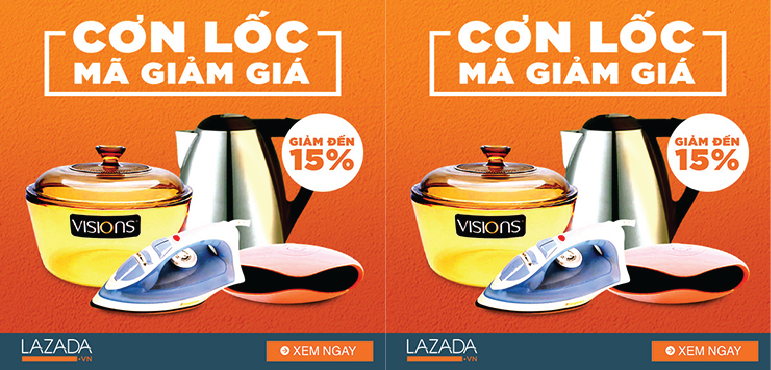 CƠN LỐC
MÃ GIẢM GIÁ
GIẢM ĐẾN
15%
VISIONS
LAZADA
.VN
XEM NGAY
CƠN LỐC
MÃ GIẢM GIÁ
GIẢM ĐẾN
15%
VISIONS
LAZADA
.VN
XEM NGAY